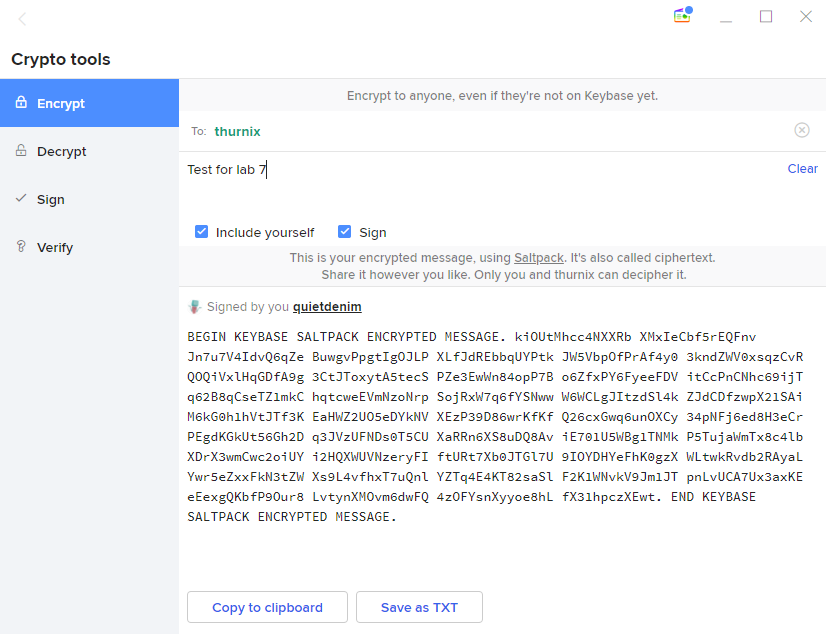 Crypto tools
Encrypt
Decrypt
Sign
Verify
Encrypt to anyone, even if they're not on Keybase yet.
To: thurnix
Test for lab 7
Clear
Include yourself
Sign
This is your encrypted message, using Saltpack. It's also called ciphertext.
Share it however you like. Only you and thurnix can decipher it.
Signed by you quietdenim
BEGIN KEYBASE SALTPACK ENCRYPTED MESSAGE. kiOUtMhcc4NXXRb XMxIeCbf5rEQFnv
Jn7u7V4IdvQ6qZe BuwgvPpgtIgOJLP XLfJdREbbqUYPtk JW5VbpOfPrAf4y0 3kndZWV0xsqzCvR
QOQiVxlHqGDfA9g 3CtJToxytA5tecS PZe3EwWn84opP7B o6ZfxPY6FyeeFDV itCcPnCNhc69ijT
q62B8qCseTZ1mkC hqtcweEVmNzoNrp SojRxW7q6fYSNww W6WCLgJItzdSl4k ZJdCDfzwpX21SAi
M6kG0h1hVtJTf3K EaHWZ2UO5eDYkNV XEzP39D86wrKfKf Q26cxGwq6unOXCy 34pNFj6ed8H3eCr
PEgdKGkUt56Gh2D q3JVzUFNDs0T5CU XaRRn6XS8uDQ8Av iE70lU5WBglTNMk P5TujaWmTx8c4lb
XDrX3wmCwc2oiUY i2HQXWUVNzeryFI ftURt7Xb0JTGl7U 9IOYDHYeFhK0gzX WLtwkRvdb2RAyaL
Ywr5eZxxFkN3tZW Xs9L4vfhxT7uQnl YZTq4E4KT82saSl F2KlWNvkV9Jm1JT pnLvUCA7Ux3axKE
eEexgQKbfP9Our8 LvtynXMOvm6dwFQ 4zOFYsnXyyoe8hL fX3lhpczXEwt. END KEYBASE
SALTPACK ENCRYPTED MESSAGE.
Copy to clipboard
Save as TXT